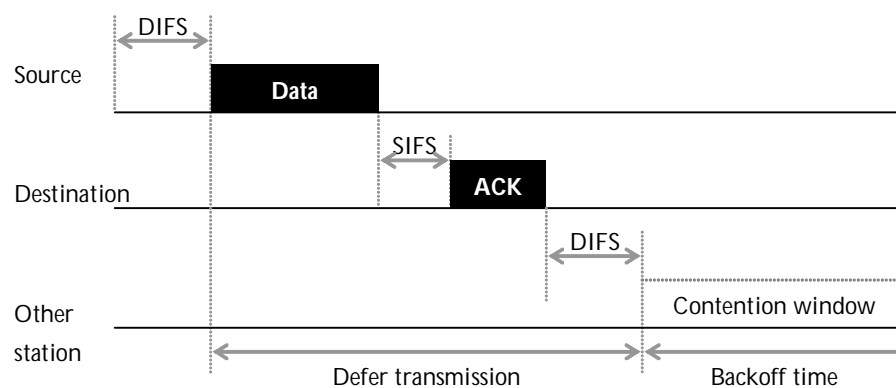 DIFS
Source
Data
SIFS
ACK
Destination
DIFS
Contention window
Other
station
Defer transmission
Backoff time